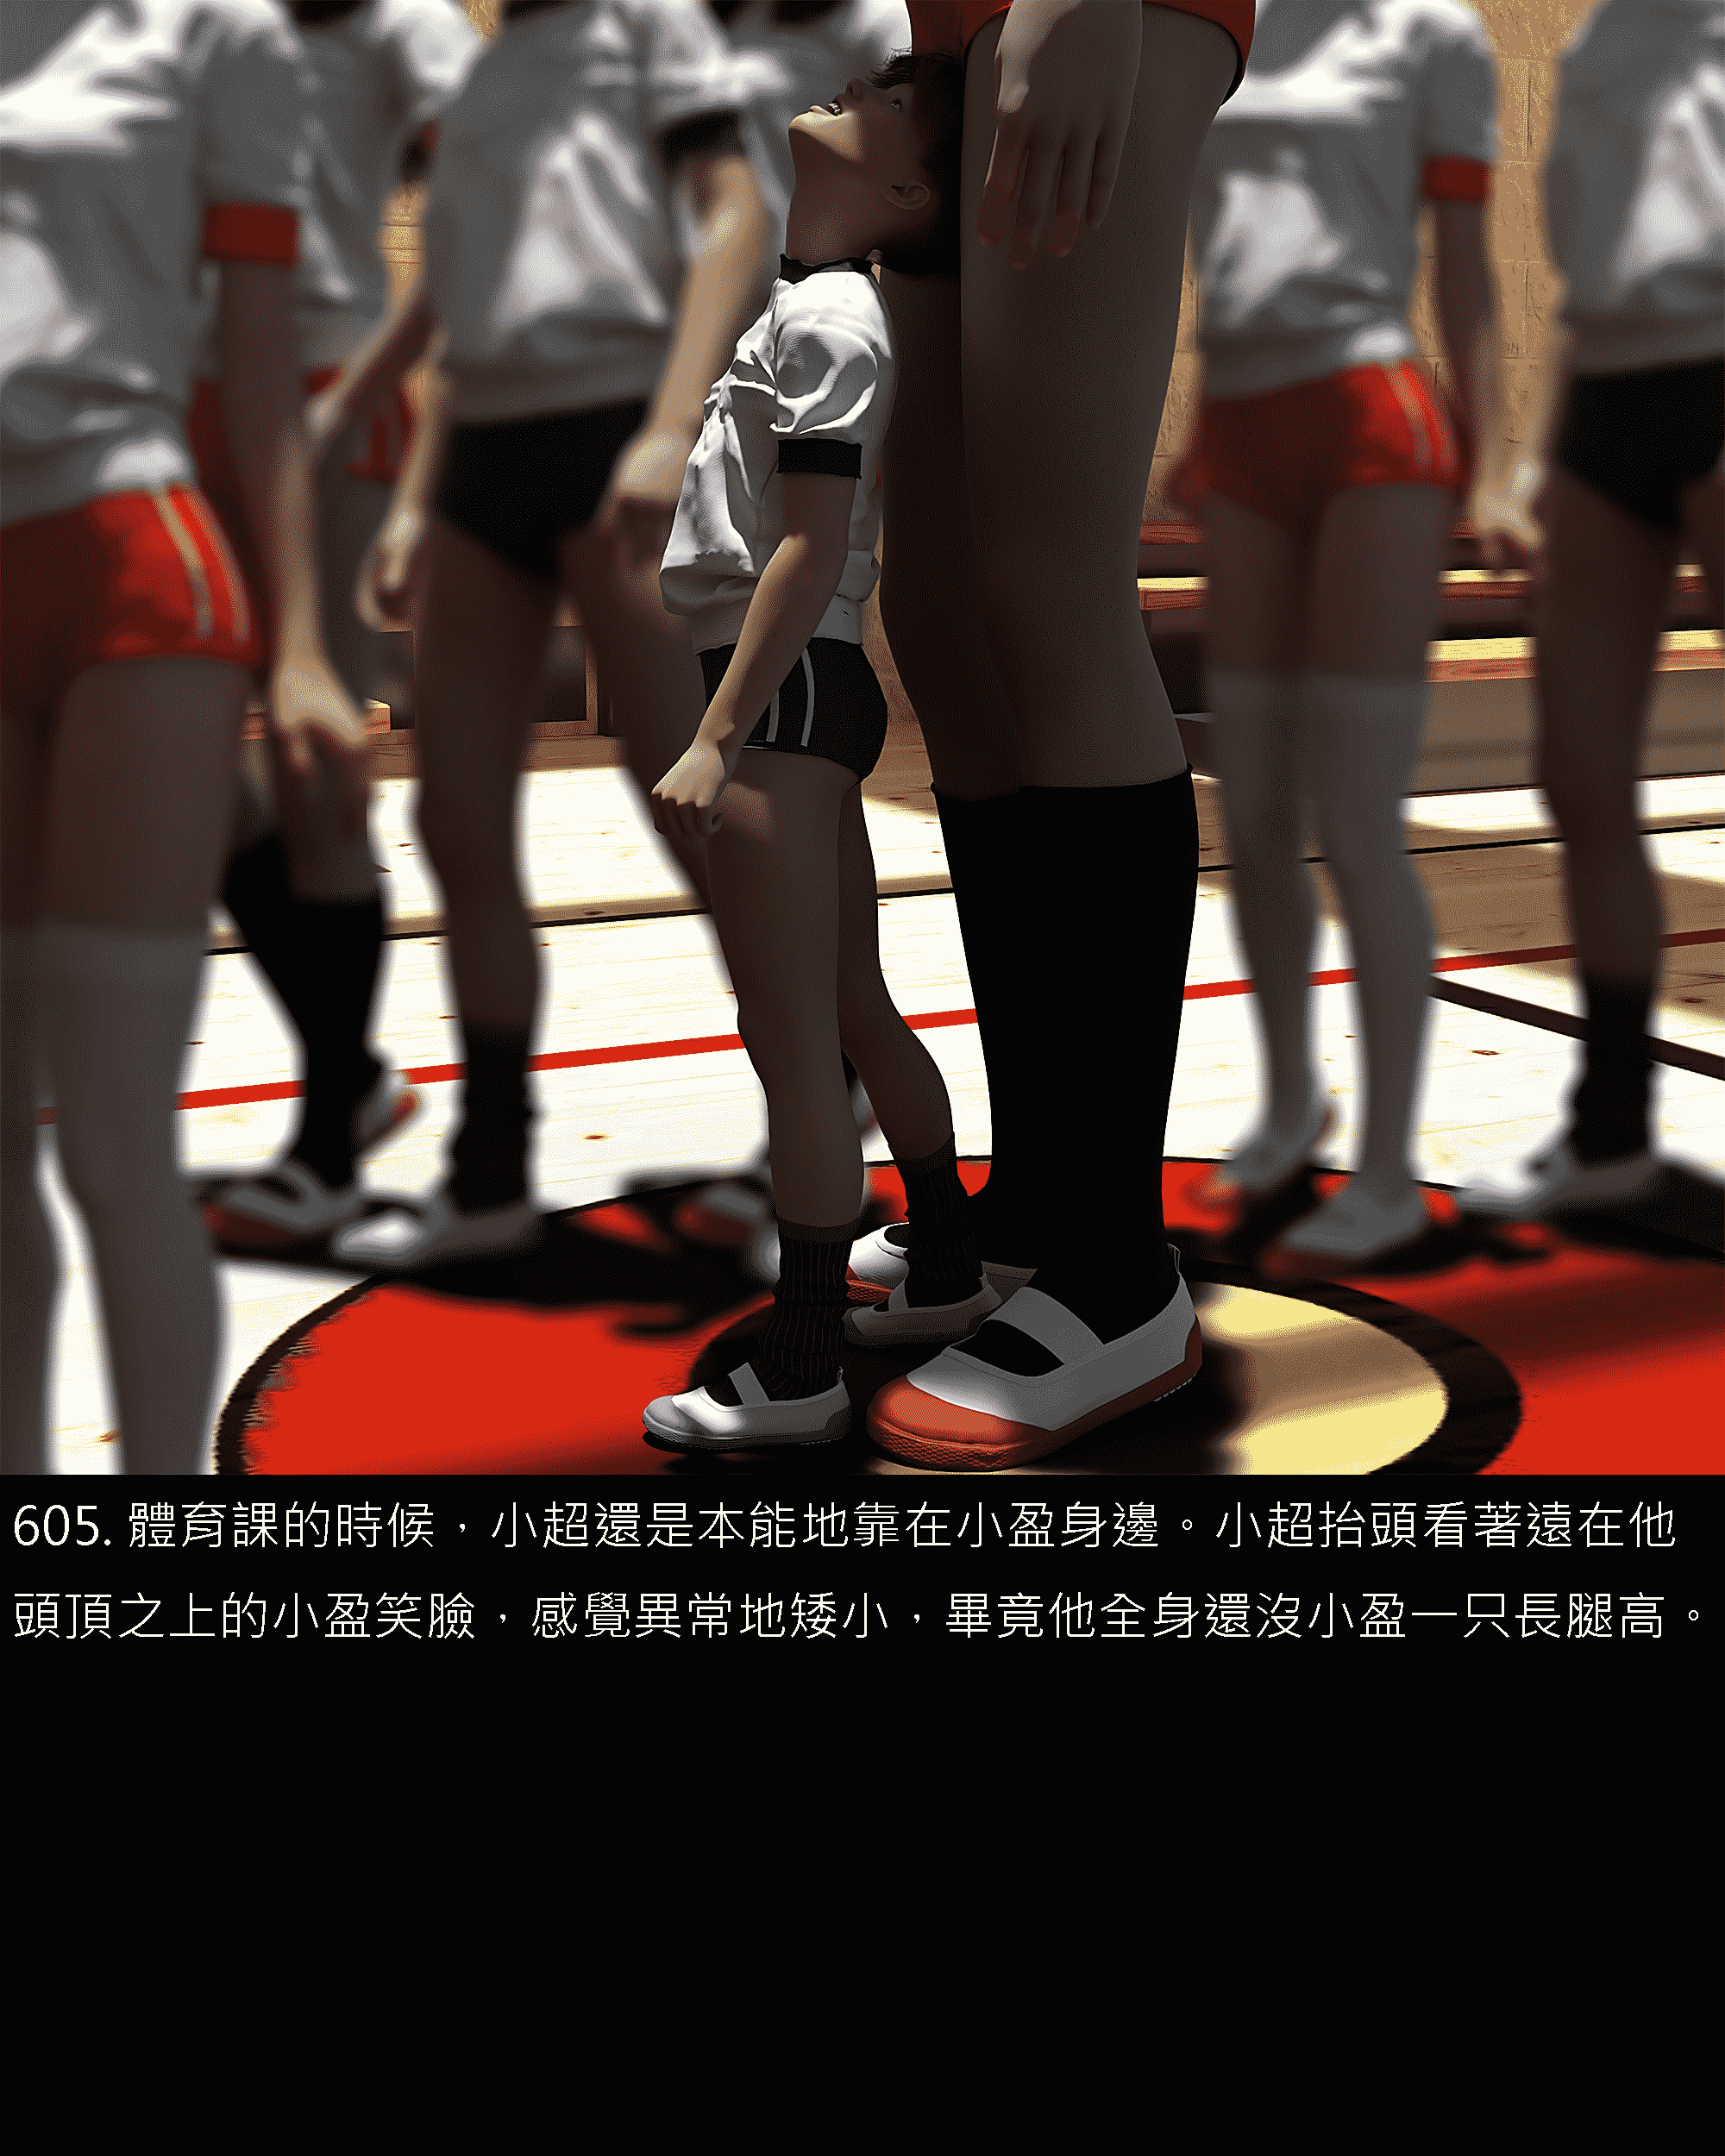 605. 體育課的時候，小超還是本能地靠在小盈身邊。小超抬頭看著遠在他
頭頂之上的小盈笑臉，感覺異常地矮小，畢竟他全身還沒小盈一只長腿高。